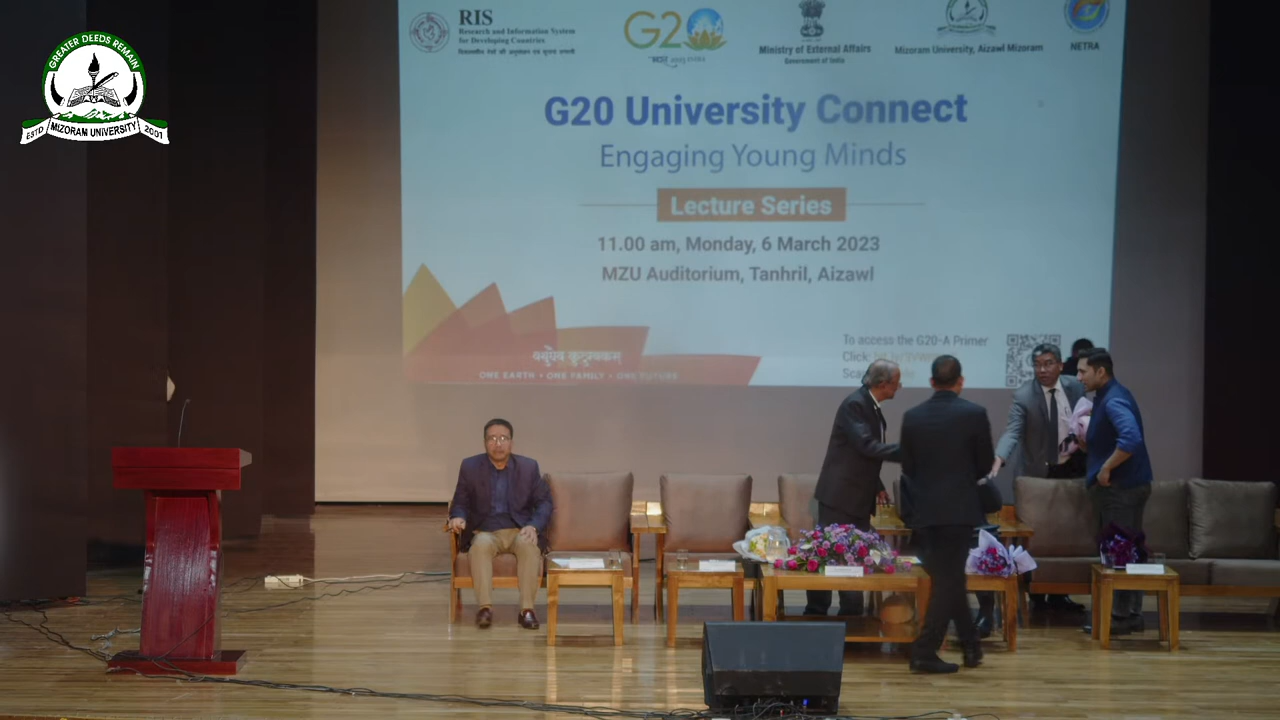 GREATER DEEDS REMAIN
ESTD MIZORAM UNIVERSITY 2001
RIS
Research and Information System
for Developing Countries
G20
Ministry of External Affairs
Government of India
Mizoram University, Aizawl Mizoram
NETRA
G20 University Connect
Engaging Young Minds
Lecture Series
11.00 am, Monday, 6 March 2023
MZU Auditorium, Tanhril, Aizawl
To access the G20-A Primer
Click:
वसुधैव कुटुम्बकम्
ONE EARTH • ONE FAMILY • ONE FUTURE